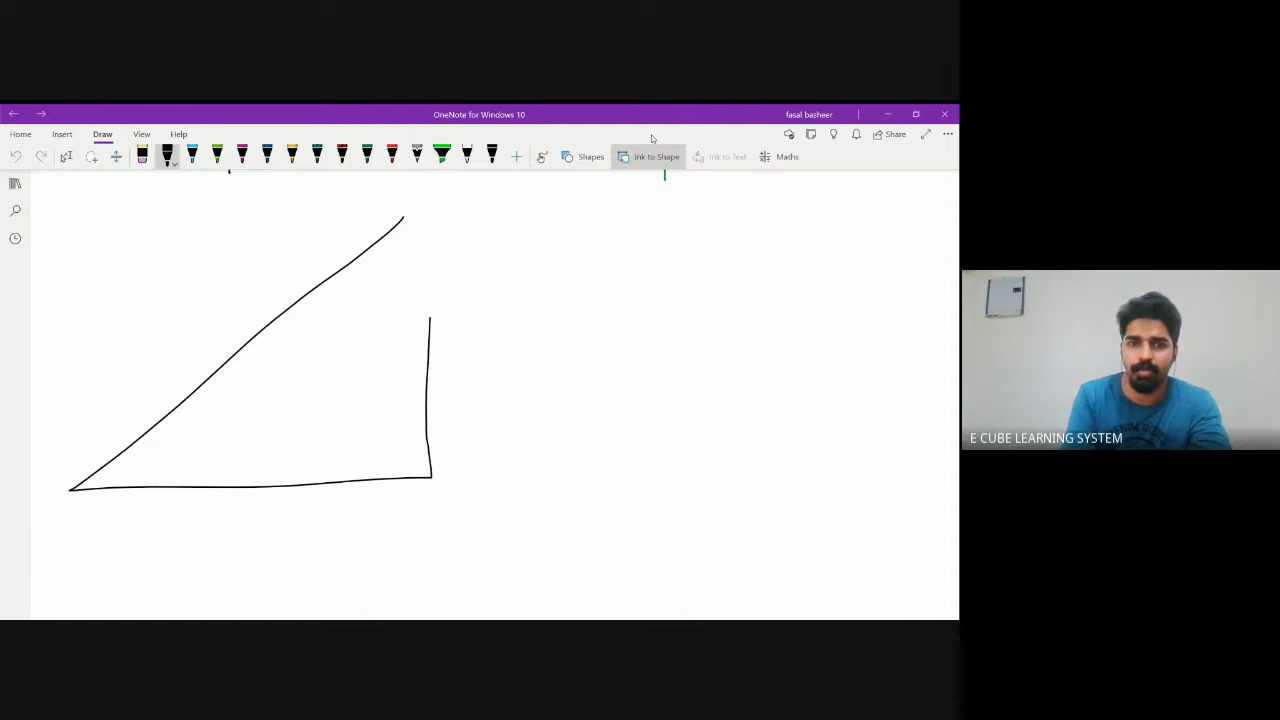 OneNote for Windows 10
fasal basheer
Home Insert Draw View Help
Share
Shapes Ink to Shape Ink to Text Maths
E CUBE LEARNING SYSTEM